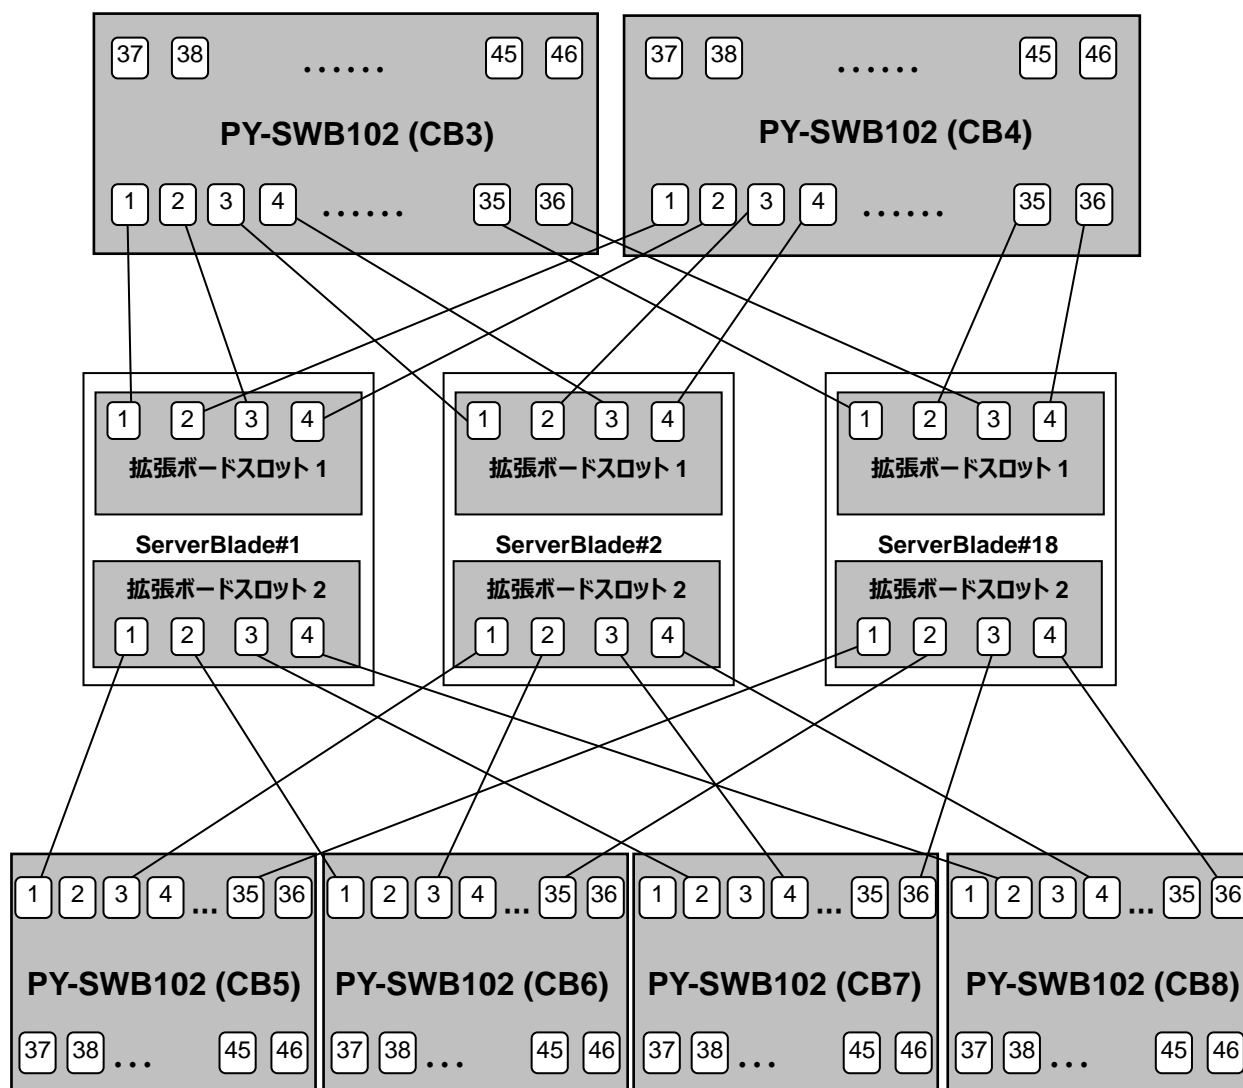 37 38 ...... 45 46 37 38 ...... 45 46
PY-SWB102 (CB3) PY-SWB102 (CB4)
1 2 3 4 ...... 35 36 1 2 3 4 ...... 35 36
1 2 3 4 1 2 3 4 1 2 3 4
拡張ボードスロット 1 拡張ボードスロット 1 拡張ボードスロット 1
ServerBlade#1 ServerBlade#2 ServerBlade#18
拡張ボードスロット 2 拡張ボードスロット 2 拡張ボードスロット 2
1 2 3 4 1 2 3 4 1 2 3 4
1 2 3 4 ... 35 36 1 2 3 4 ... 35 36 1 2 3 4 ... 35 36 1 2 3 4 ... 35 36
PY-SWB102 (CB5) PY-SWB102 (CB6) PY-SWB102 (CB7) PY-SWB102 (CB8)
37 38 ... 45 46 37 38 ... 45 46 37 38 ... 45 46 37 38 ... 45 46